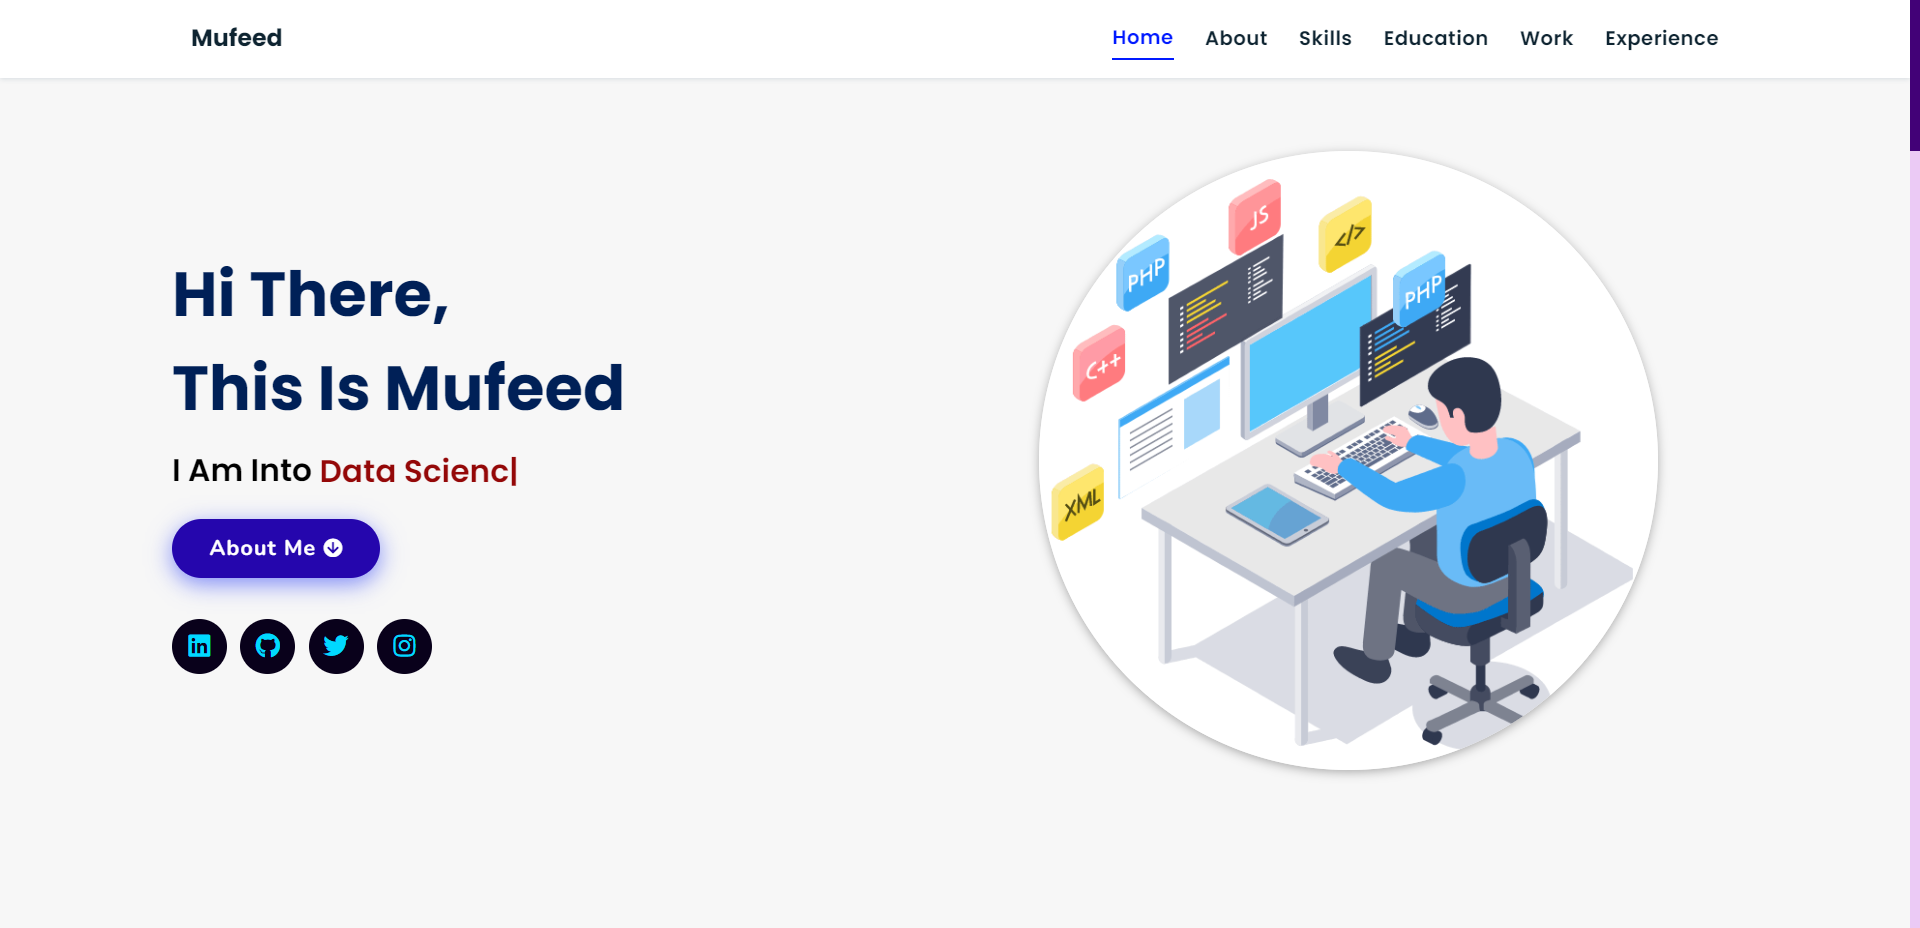 Mufeed
Home About Skills Education Work Experience
Hi There,
This Is Mufeed
I Am Into Data Scienc|
About Me
JS
</>
PHP
PHP
C++
XML